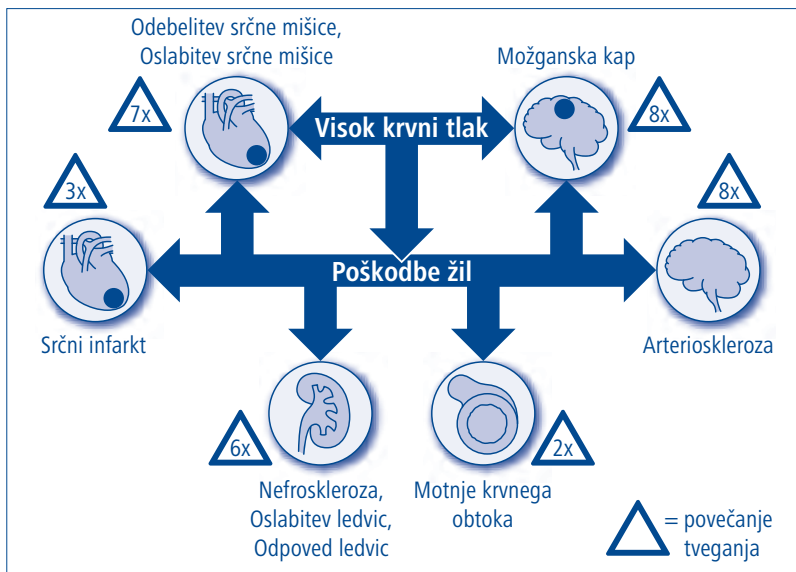 Odebelitev srčne mišice,
Oslabitev srčne mišice
Možganska kap
7x
Visok krvni tlak
8x
3x
8x
Poškodbe žil
Srčni infarkt
Arterioskleroza
6x
2x
Nefroskleroza,
Oslabitev ledvic,
Odpoved ledvic
Motnje krvnega
obtoka
= povečanje
tveganja